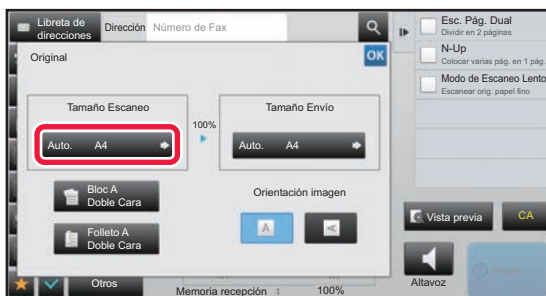 Libreta de
direcciones
Dirección
Número de Fax
Original
OK
Tamaño Escaneo
100%
Tamaño Envío
Auto. A4
Auto. A4
Bloc A
Doble Cara
Folleto A
Doble Cara
Orientación imagen
A
A
Otros
Memoria recepción : 100%
Esc. Pág. Dual
Dividir en 2 páginas
N-Up
Colocar varias pág. en 1 pág.
Modo de Escaneo Lento
Escanear orig. papel fino
Vista previa
CA
Altavoz